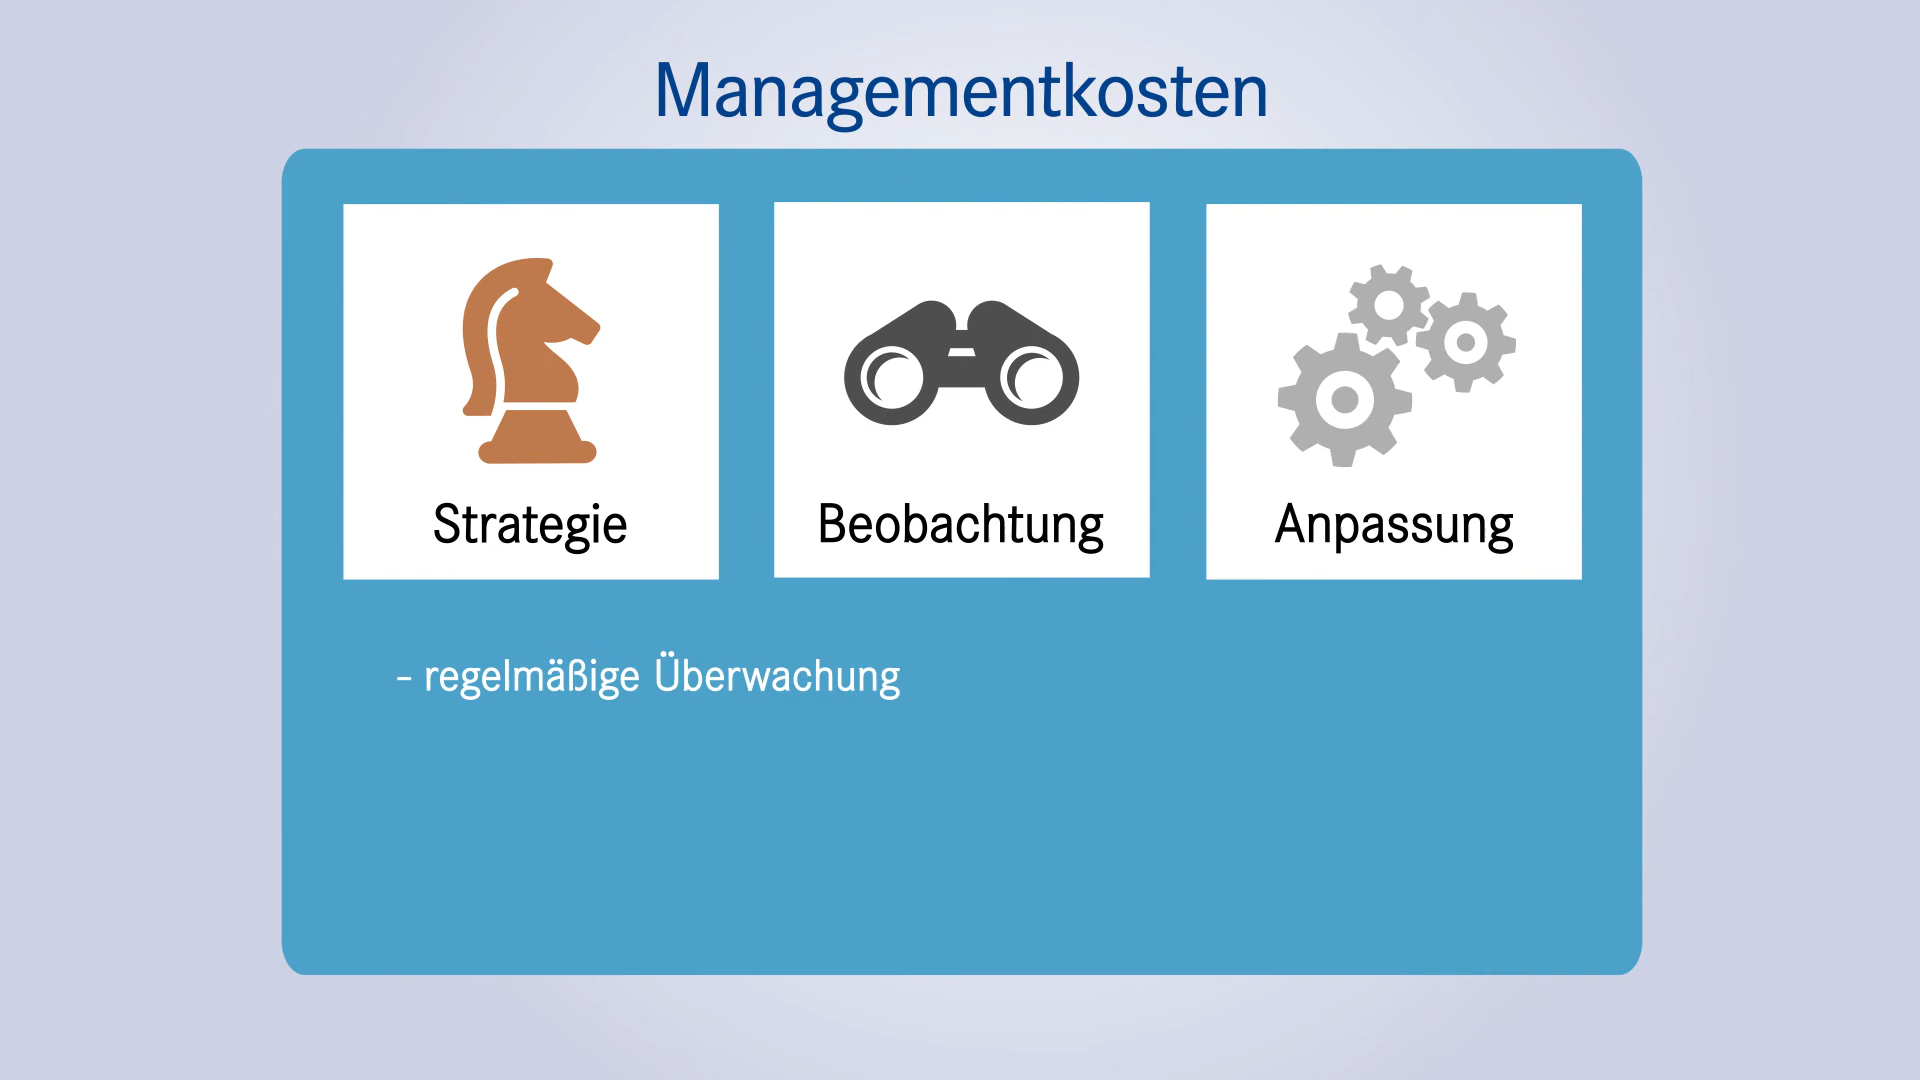 Managementkosten
Strategie
Beobachtung
Anpassung
- regelmäßige Überwachung